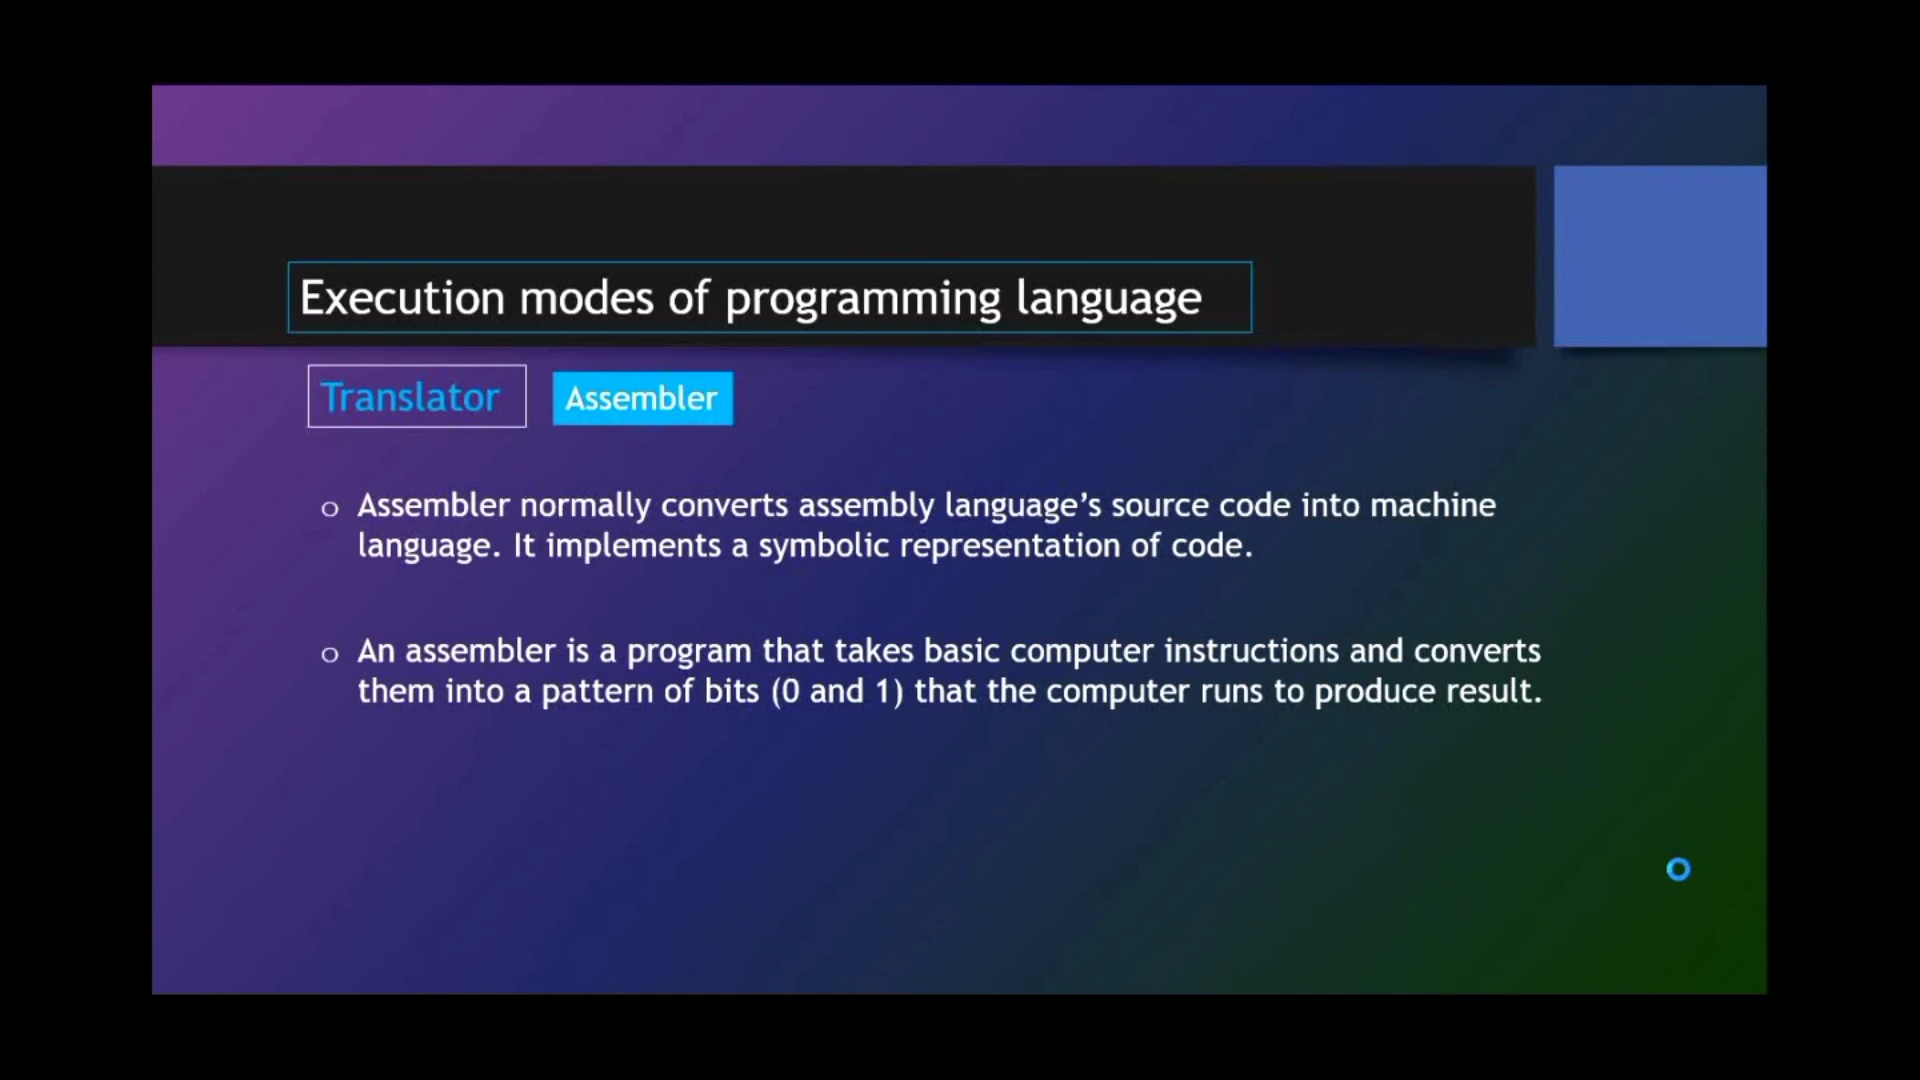 Execution modes of programming language
Translator Assembler
o Assembler normally converts assembly language’s source code into machine
language. It implements a symbolic representation of code.
o An assembler is a program that takes basic computer instructions and converts
them into a pattern of bits (0 and 1) that the computer runs to produce result.